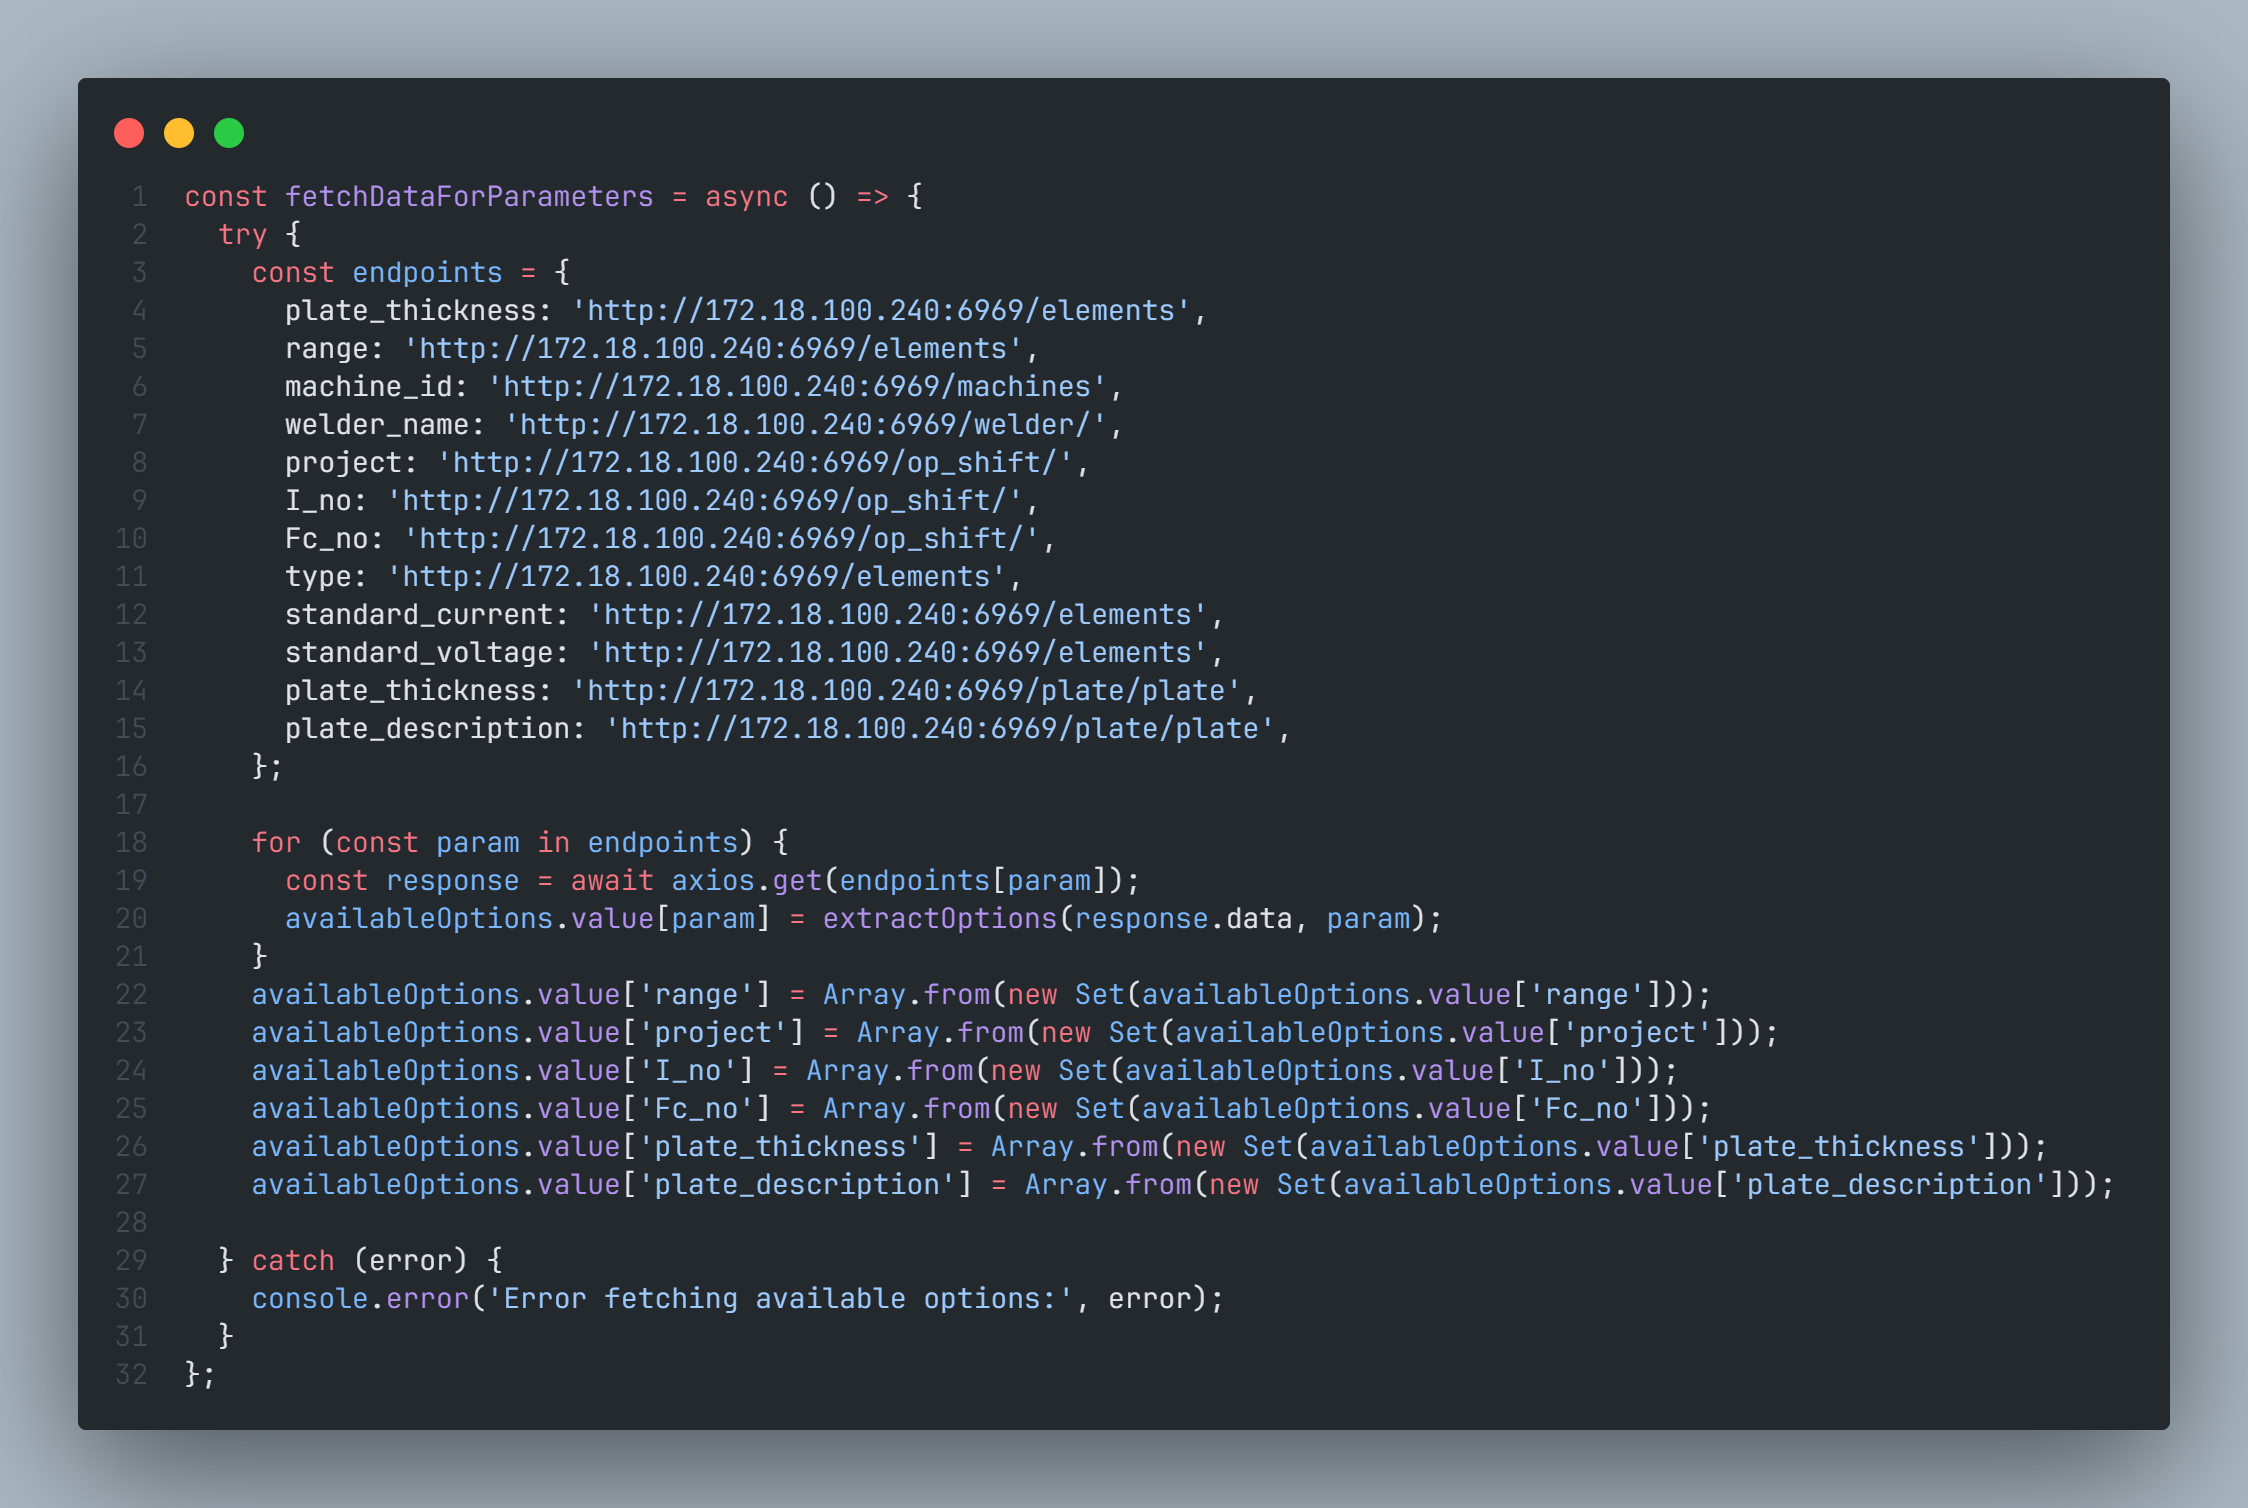 1 const fetchDataForParameters = async () => {
2   try {
3     const endpoints = {
4       plate_thickness: 'http://172.18.100.240:6969/elements',
5       range: 'http://172.18.100.240:6969/elements',
6       machine_id: 'http://172.18.100.240:6969/machines',
7       welder_name: 'http://172.18.100.240:6969/welder/',
8       project: 'http://172.18.100.240:6969/op_shift/',
9       I_no: 'http://172.18.100.240:6969/op_shift/',
10       Fc_no: 'http://172.18.100.240:6969/op_shift/',
11       type: 'http://172.18.100.240:6969/elements',
12       standard_current: 'http://172.18.100.240:6969/elements',
13       standard_voltage: 'http://172.18.100.240:6969/elements',
14       plate_thickness: 'http://172.18.100.240:6969/plate/plate',
15       plate_description: 'http://172.18.100.240:6969/plate/plate',
16     };
17
18     for (const param in endpoints) {
19       const response = await axios.get(endpoints[param]);
20       availableOptions.value[param] = extractOptions(response.data, param);
21     }
22     availableOptions.value['range'] = Array.from(new Set(availableOptions.value['range']));
23     availableOptions.value['project'] = Array.from(new Set(availableOptions.value['project']));
24     availableOptions.value['I_no'] = Array.from(new Set(availableOptions.value['I_no']));
25     availableOptions.value['Fc_no'] = Array.from(new Set(availableOptions.value['Fc_no']));
26     availableOptions.value['plate_thickness'] = Array.from(new Set(availableOptions.value['plate_thickness']));
27     availableOptions.value['plate_description'] = Array.from(new Set(availableOptions.value['plate_description']));
28
29   } catch (error) {
30     console.error('Error fetching available options:', error);
31   }
32 };